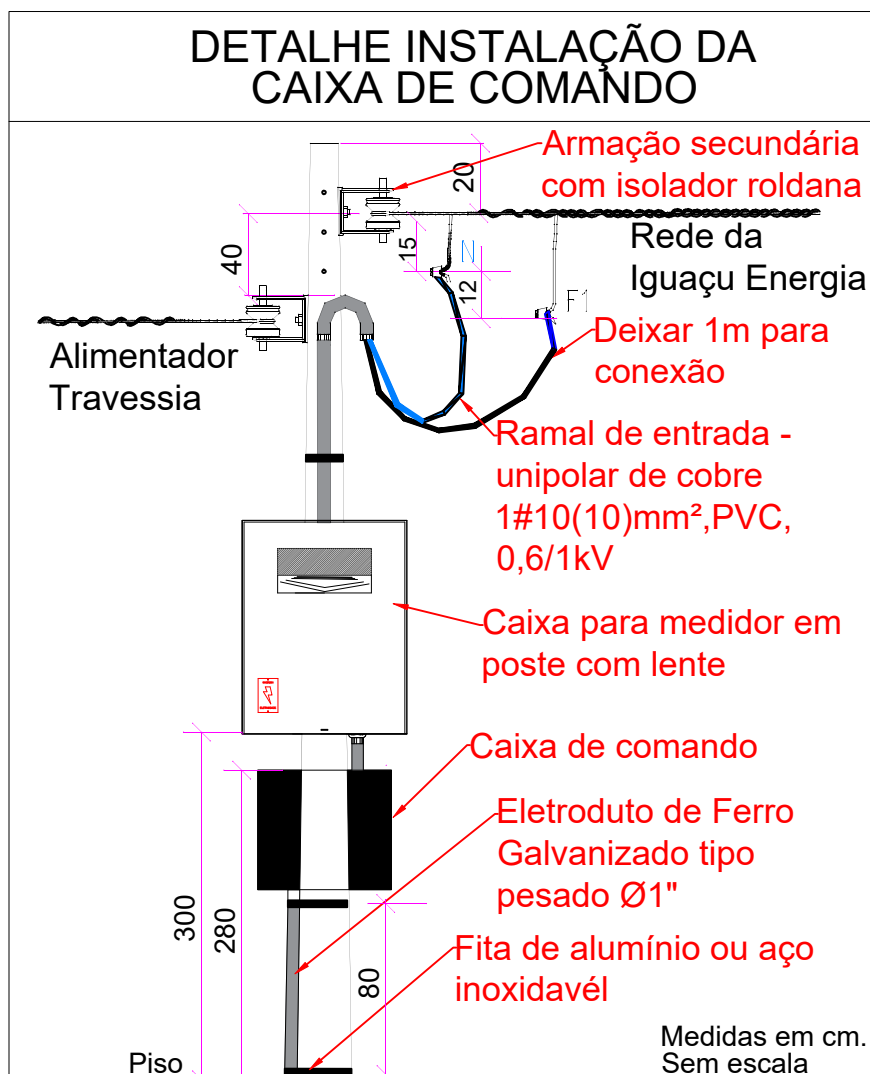 DETALHE INSTALAÇÃO DA
CAIXA DE COMANDO
Armação secundária
com isolador roldana
20
40
15
N
12
F1
Rede da
Iguaçu Energia
Alimentador
Travessia
Deixar 1m para
conexão
Ramal de entrada -
unipolar de cobre
1#10(10)mm²,PVC,
0,6/1kV
Caixa para medidor em
poste com lente
Caixa de comando
Eletroduto de Ferro
Galvanizado tipo
pesado Ø1"
300
280
80
Fita de alumínio ou aço
inoxidavél
Medidas em cm.
Sem escala
Piso